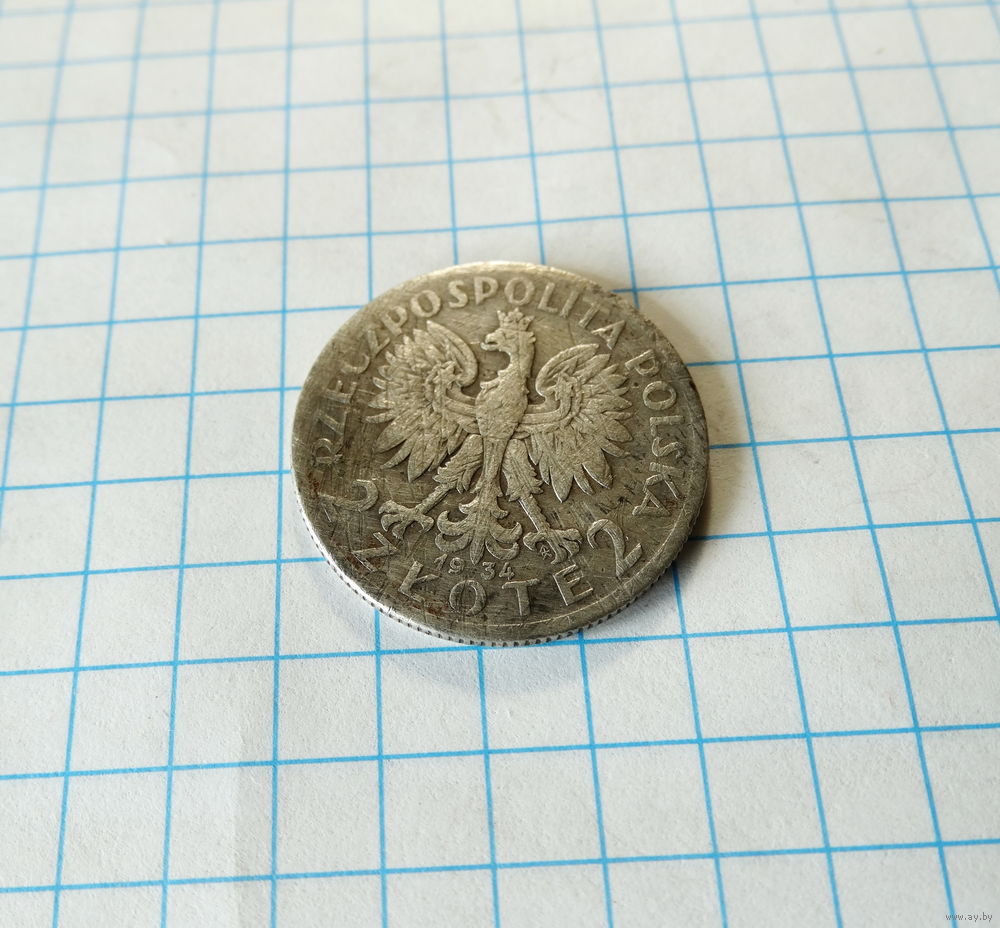 RZECZPOSPOLITA POLSKA
2 ZŁOTE 2
1934
www.ay.by